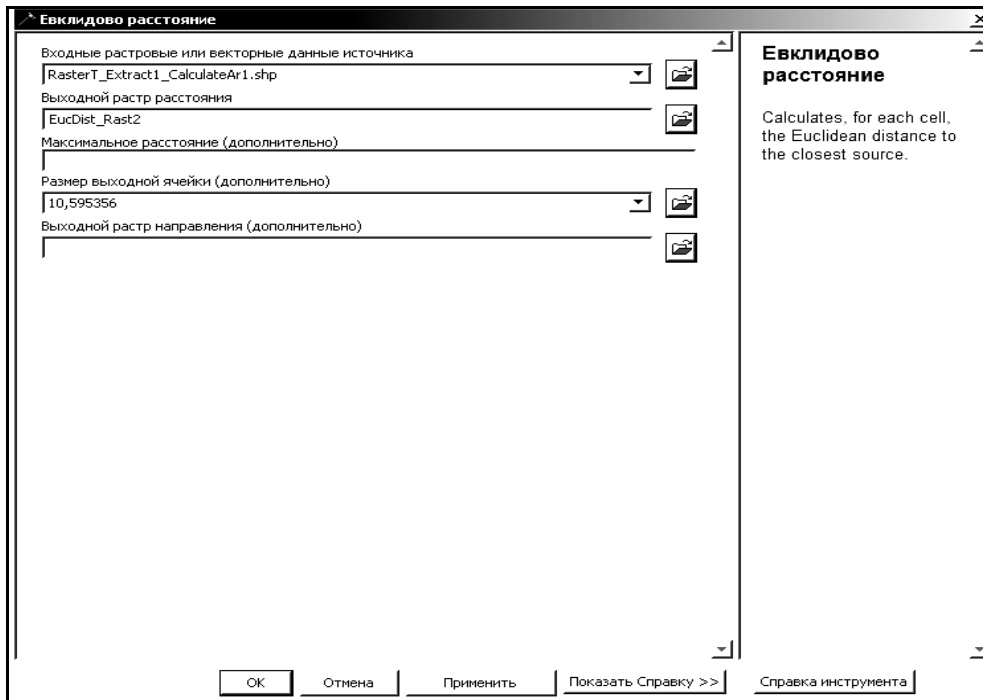 Евклидово расстояние
Входные растровые или векторные данные источника
RasterT_Extract1_CalculateAr1.shp
Выходной растр расстояния
EucDist_Rast2
Максимальное расстояние (дополнительно)
Размер выходной ячейки (дополнительно)
10,595356
Выходной растр направления (дополнительно)
Евклидово
расстояние
Calculates, for each cell,
the Euclidean distance to
the closest source.
OK
Отмена
Применить
Показать Справку >>
Справка инструмента